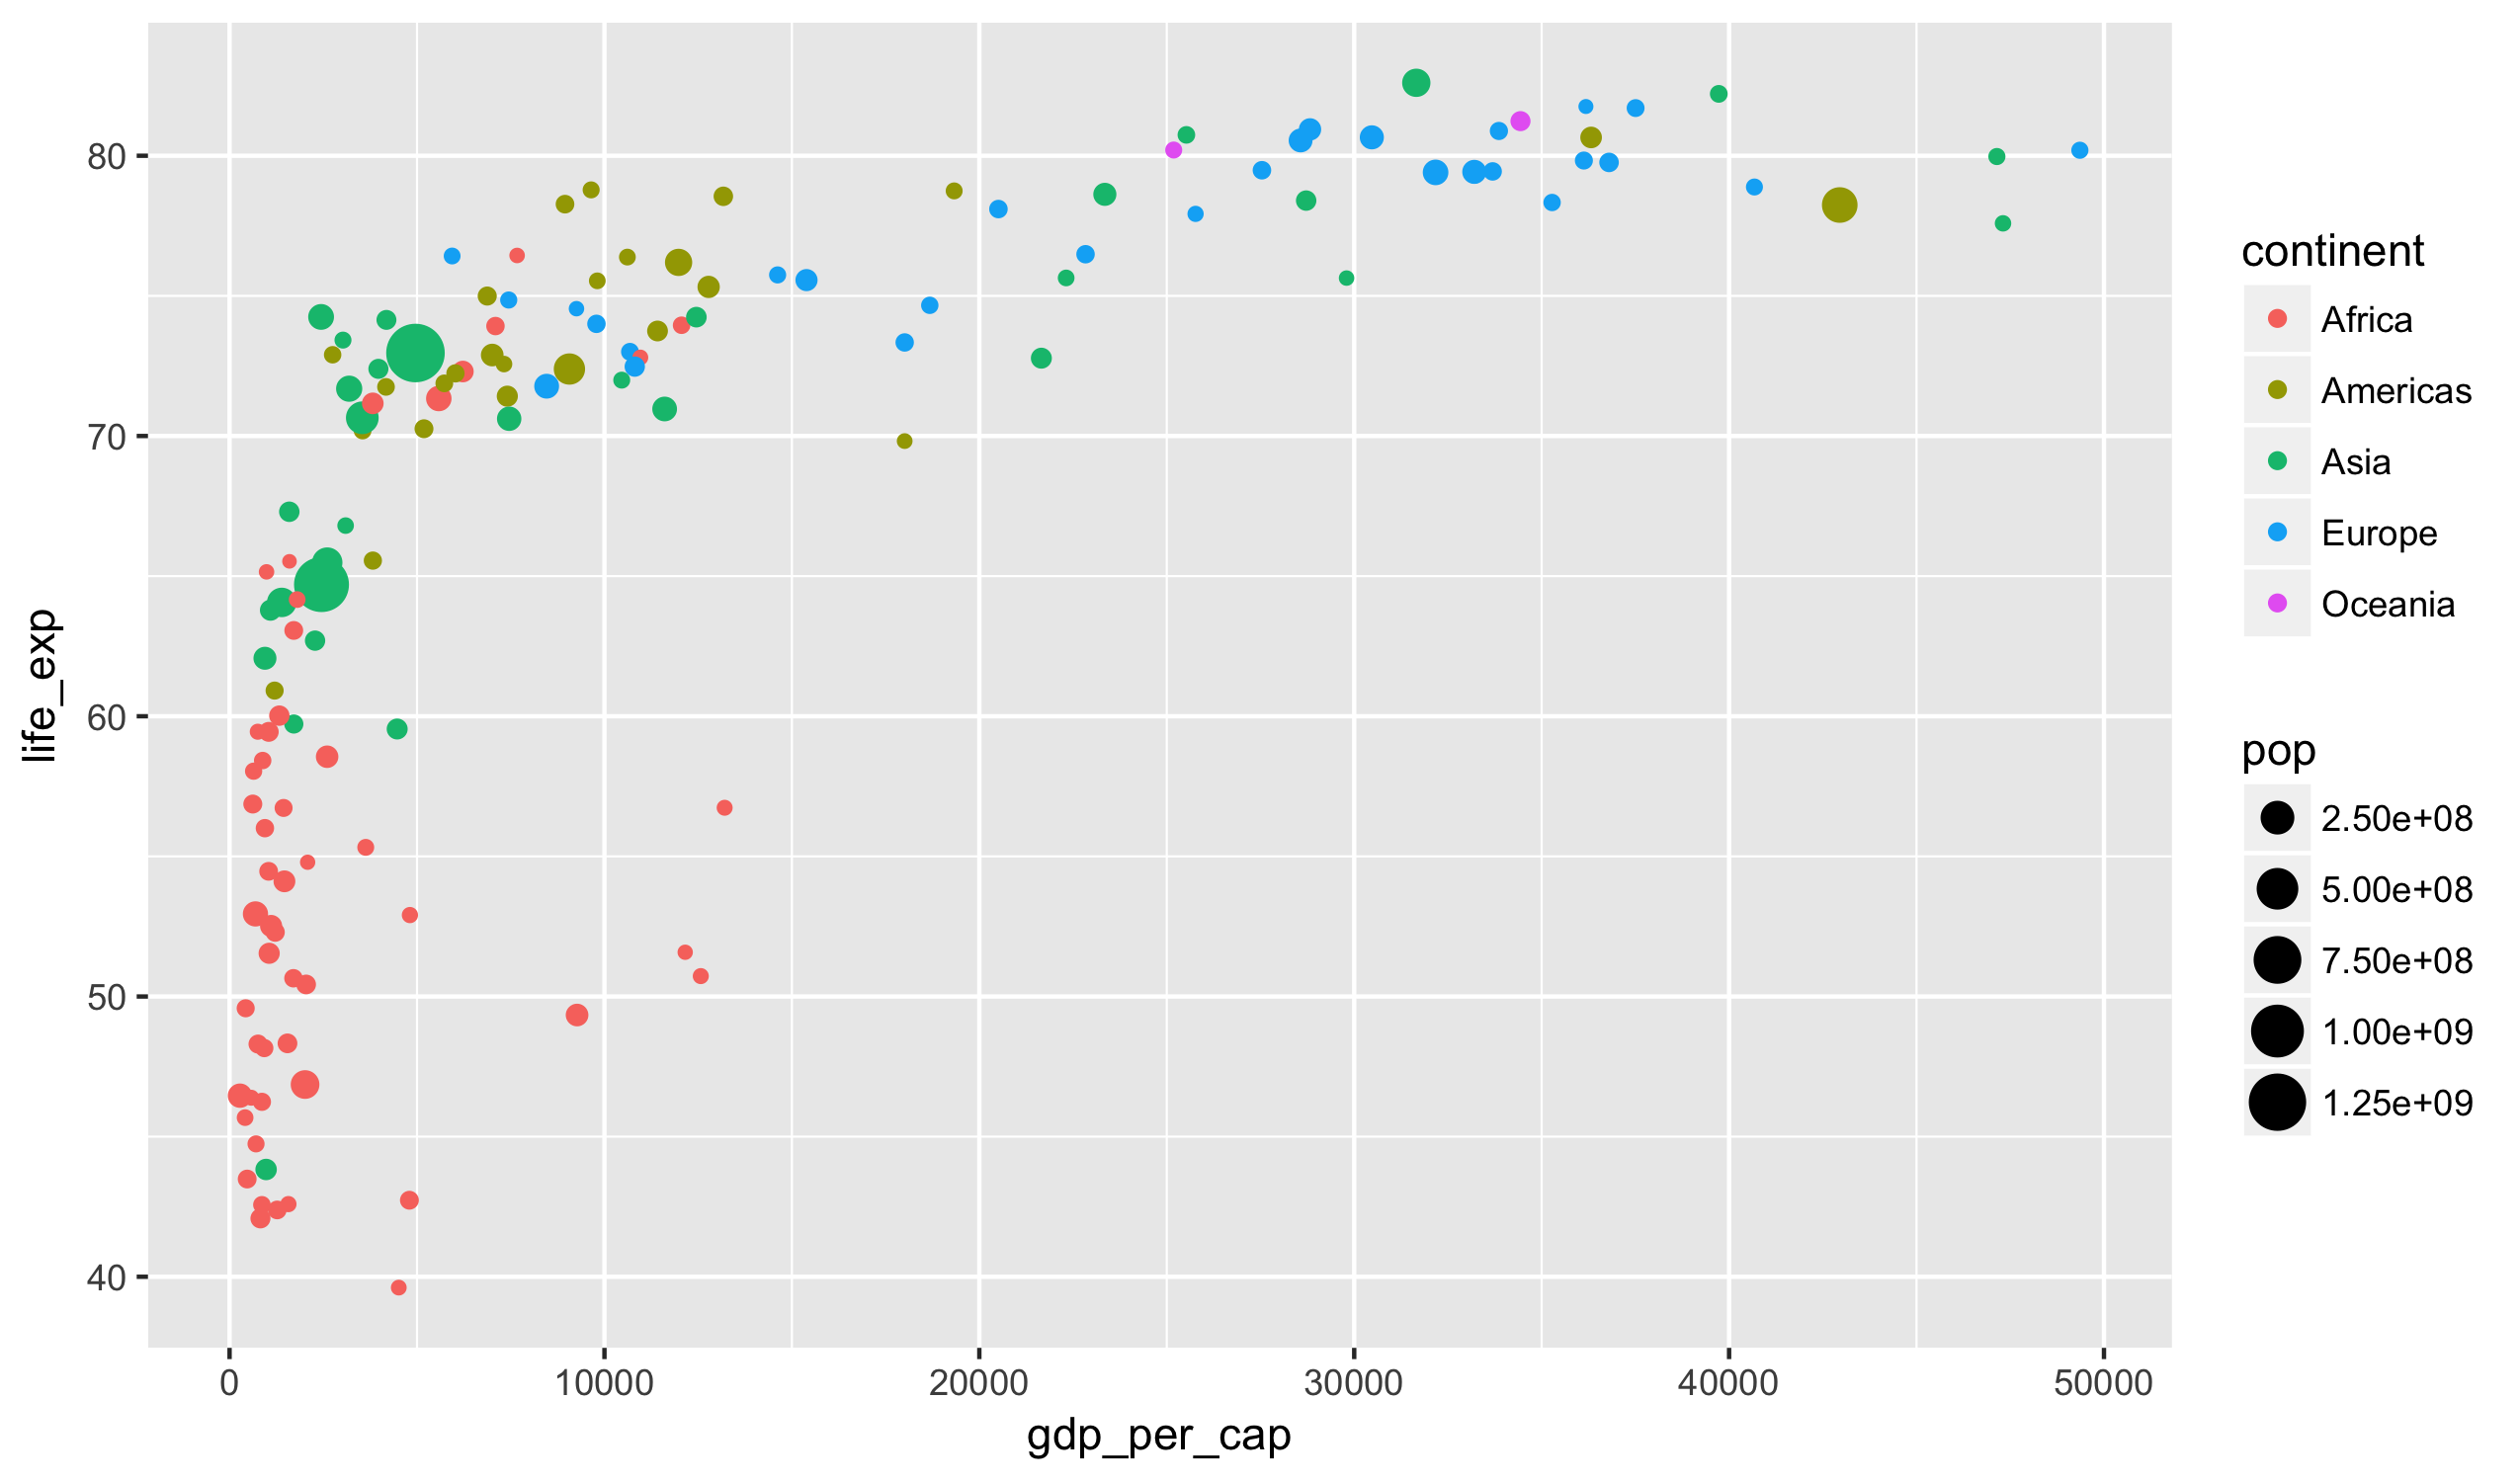 life_exp
80
70
60
50
40
0 10000 20000 30000 40000 50000
gdp_per_cap
continent
Africa
Americas
Asia
Europe
Oceania
pop
2.50e+08
5.00e+08
7.50e+08
1.00e+09
1.25e+09